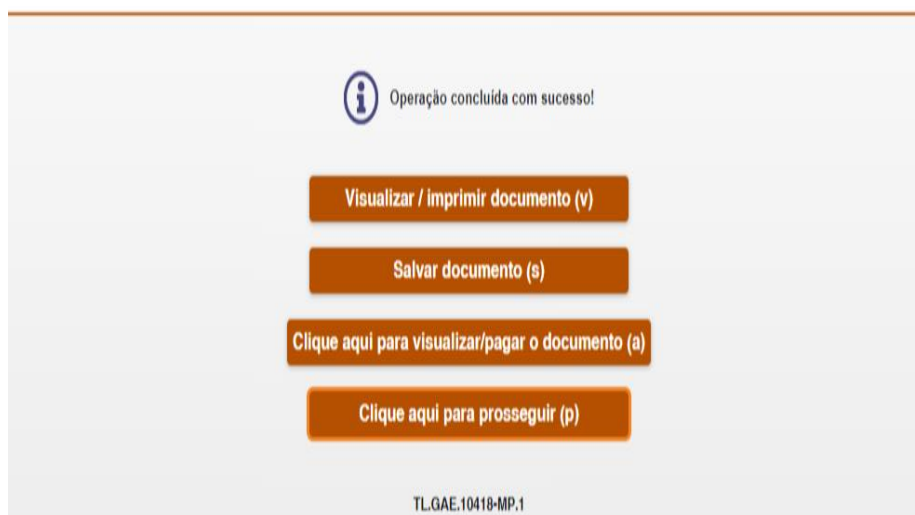 Operação concluída com sucesso!
Visualizar / imprimir documento (v)
Salvar documento (s)
Clique aqui para visualizar/pagar o documento (a)
Clique aqui para prosseguir (p)
TL.GAE.10418-MP.1